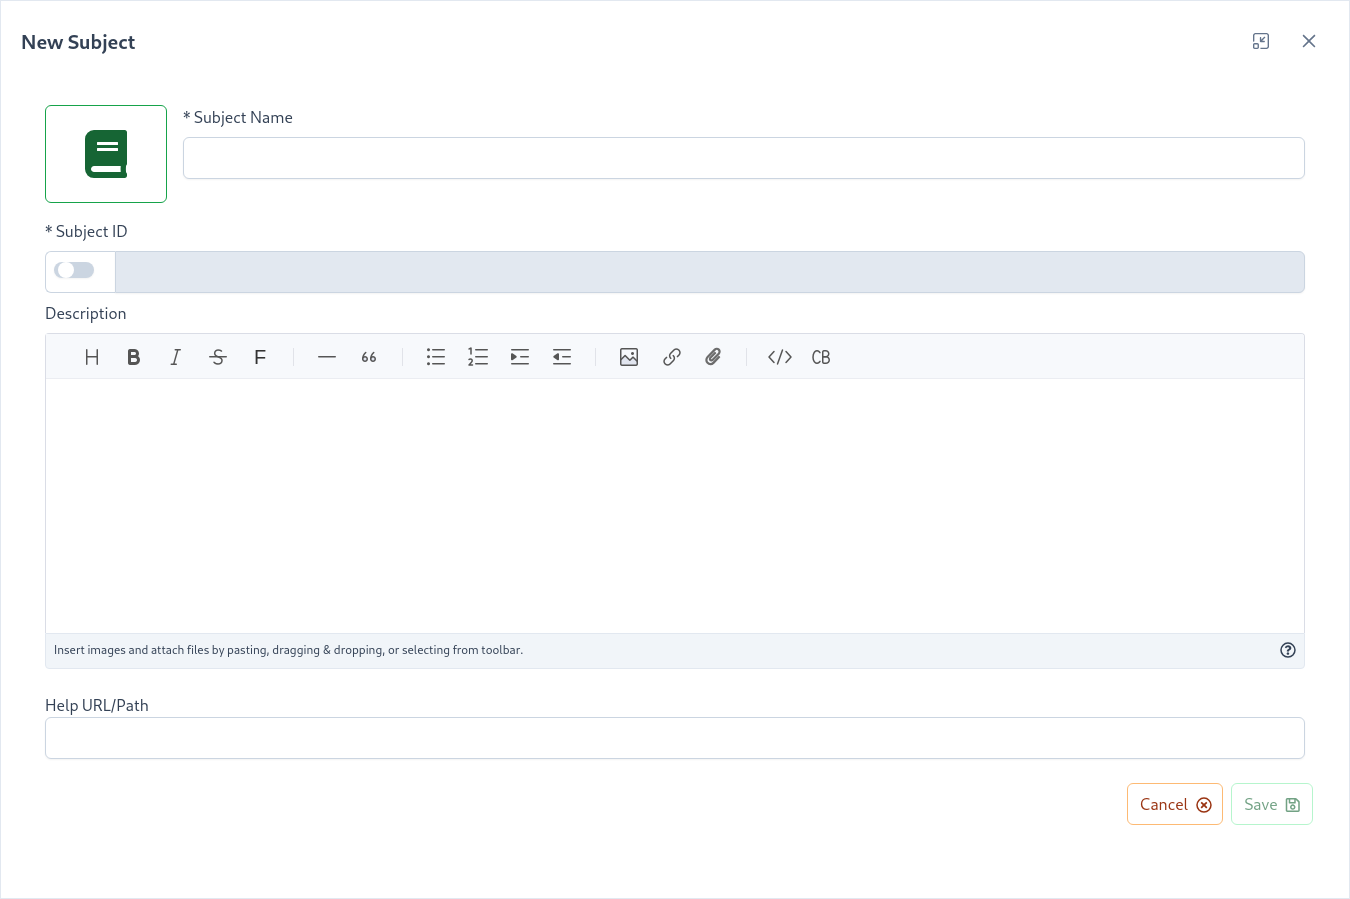 New Subject
* Subject Name
* Subject ID
Description
H B I S F — 66 </> CB
Insert images and attach files by pasting, dragging & dropping, or selecting from toolbar.
Help URL/Path
Cancel Save